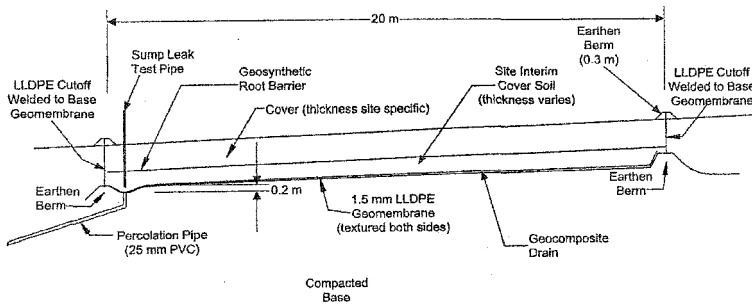 20 m
Sump Leak
Test Pipe
Earthen
Berm
(0.3 m)
LLDPE Cutoff
Welded to Base
Geomembrane
Geosynthetic
Root Barrier
Site Interim
Cover Soil
(thickness varies)
LLDPE Cutoff
Welded to Base
Geomembrane
Cover (thickness site specific)
Earthen
Berm
0.2 m
1.5 mm LLDPE
Geomembrane
(textured both sides)
Earthen
Berm
Percolation Pipe
(25 mm PVC)
Geocomposite
Drain
Compacted
Base